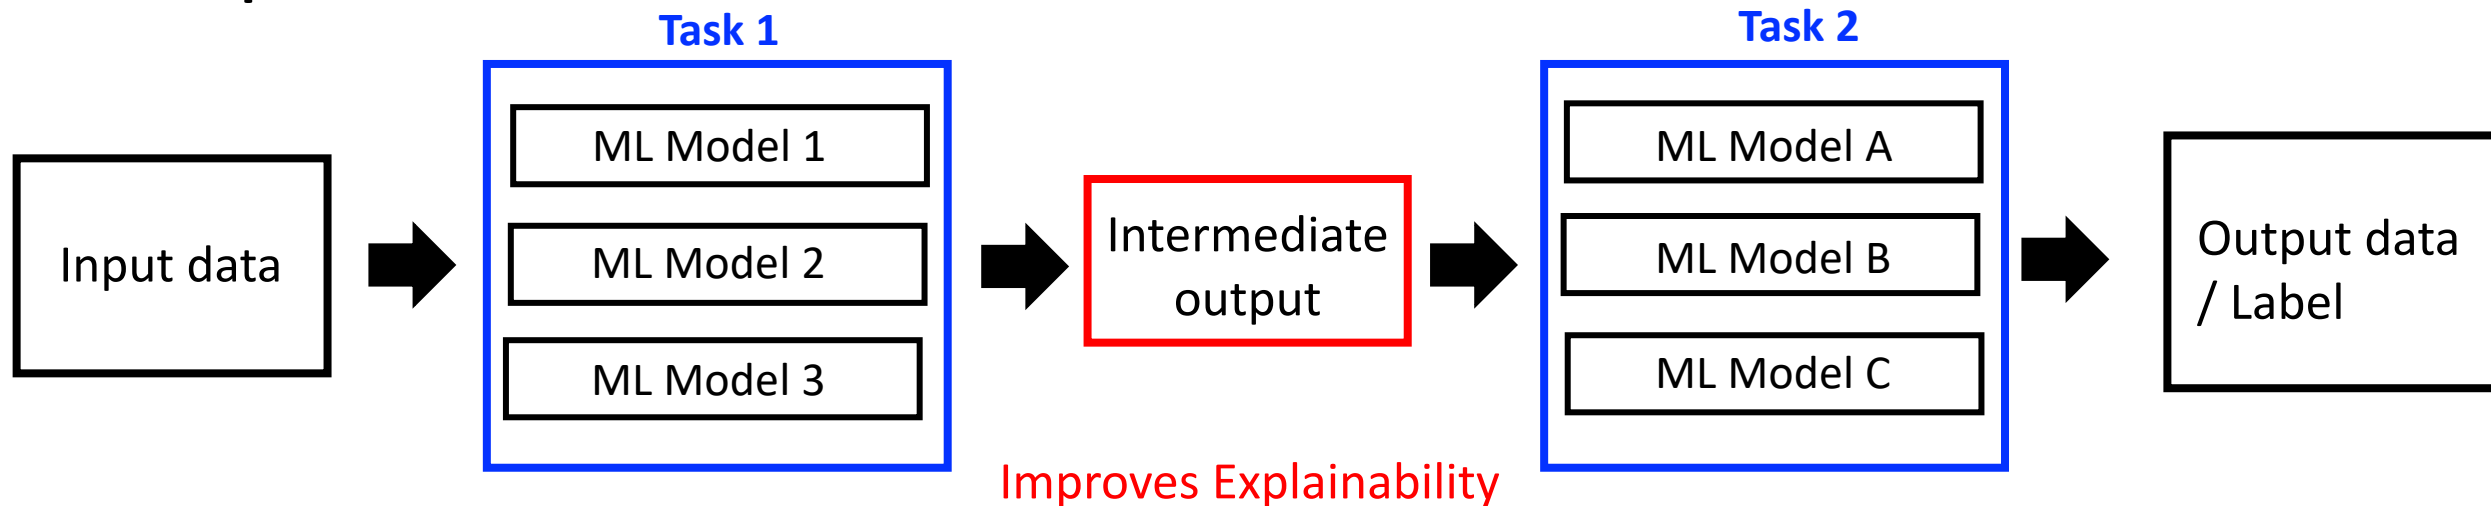 Task 1
Task 2
Input data
ML Model 1
ML Model 2
ML Model 3
Intermediate
output
Improves Explainability
ML Model A
ML Model B
ML Model C
Output data
/ Label